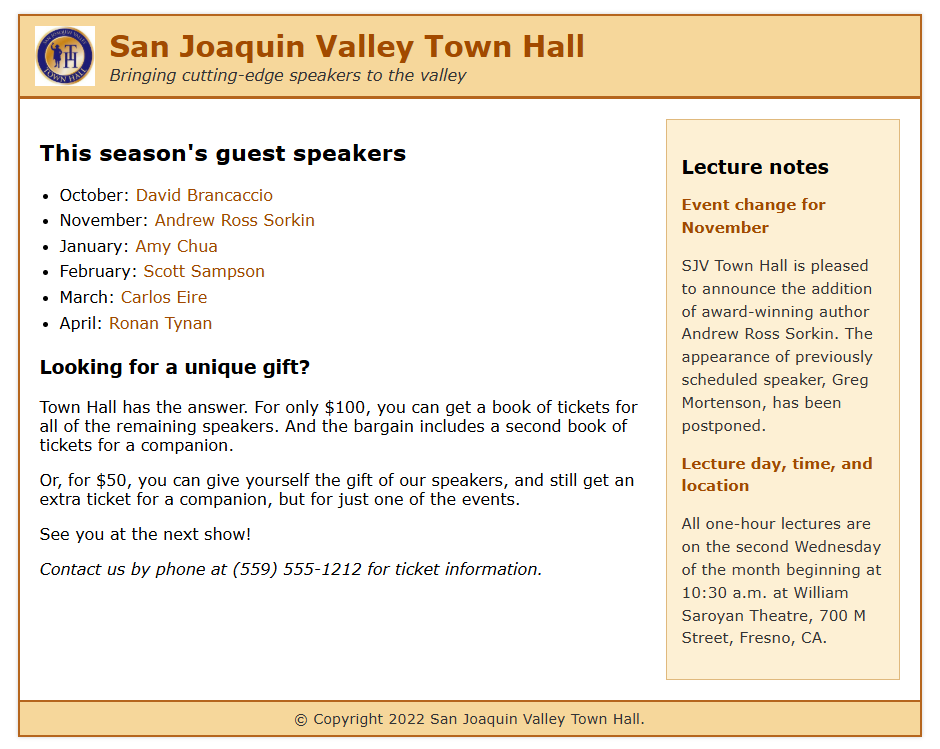 SAN JOAQUIN VALLEY
TH
TOWN HALL
San Joaquin Valley Town Hall
Bringing cutting-edge speakers to the valley
This season's guest speakers
• October: David Brancaccio
• November: Andrew Ross Sorkin
• January: Amy Chua
• February: Scott Sampson
• March: Carlos Eire
• April: Ronan Tynan
Looking for a unique gift?
Town Hall has the answer. For only $100, you can get a book of tickets for
all of the remaining speakers. And the bargain includes a second book of
tickets for a companion.
Or, for $50, you can give yourself the gift of our speakers, and still get an
extra ticket for a companion, but for just one of the events.
See you at the next show!
Contact us by phone at (559) 555-1212 for ticket information.
Lecture notes
Event change for
November
SJV Town Hall is pleased
to announce the addition
of award-winning author
Andrew Ross Sorkin. The
appearance of previously
scheduled speaker, Greg
Mortenson, has been
postponed.
Lecture day, time, and
location
All one-hour lectures are
on the second Wednesday
of the month beginning at
10:30 a.m. at William
Saroyan Theatre, 700 M
Street, Fresno, CA.
© Copyright 2022 San Joaquin Valley Town Hall.